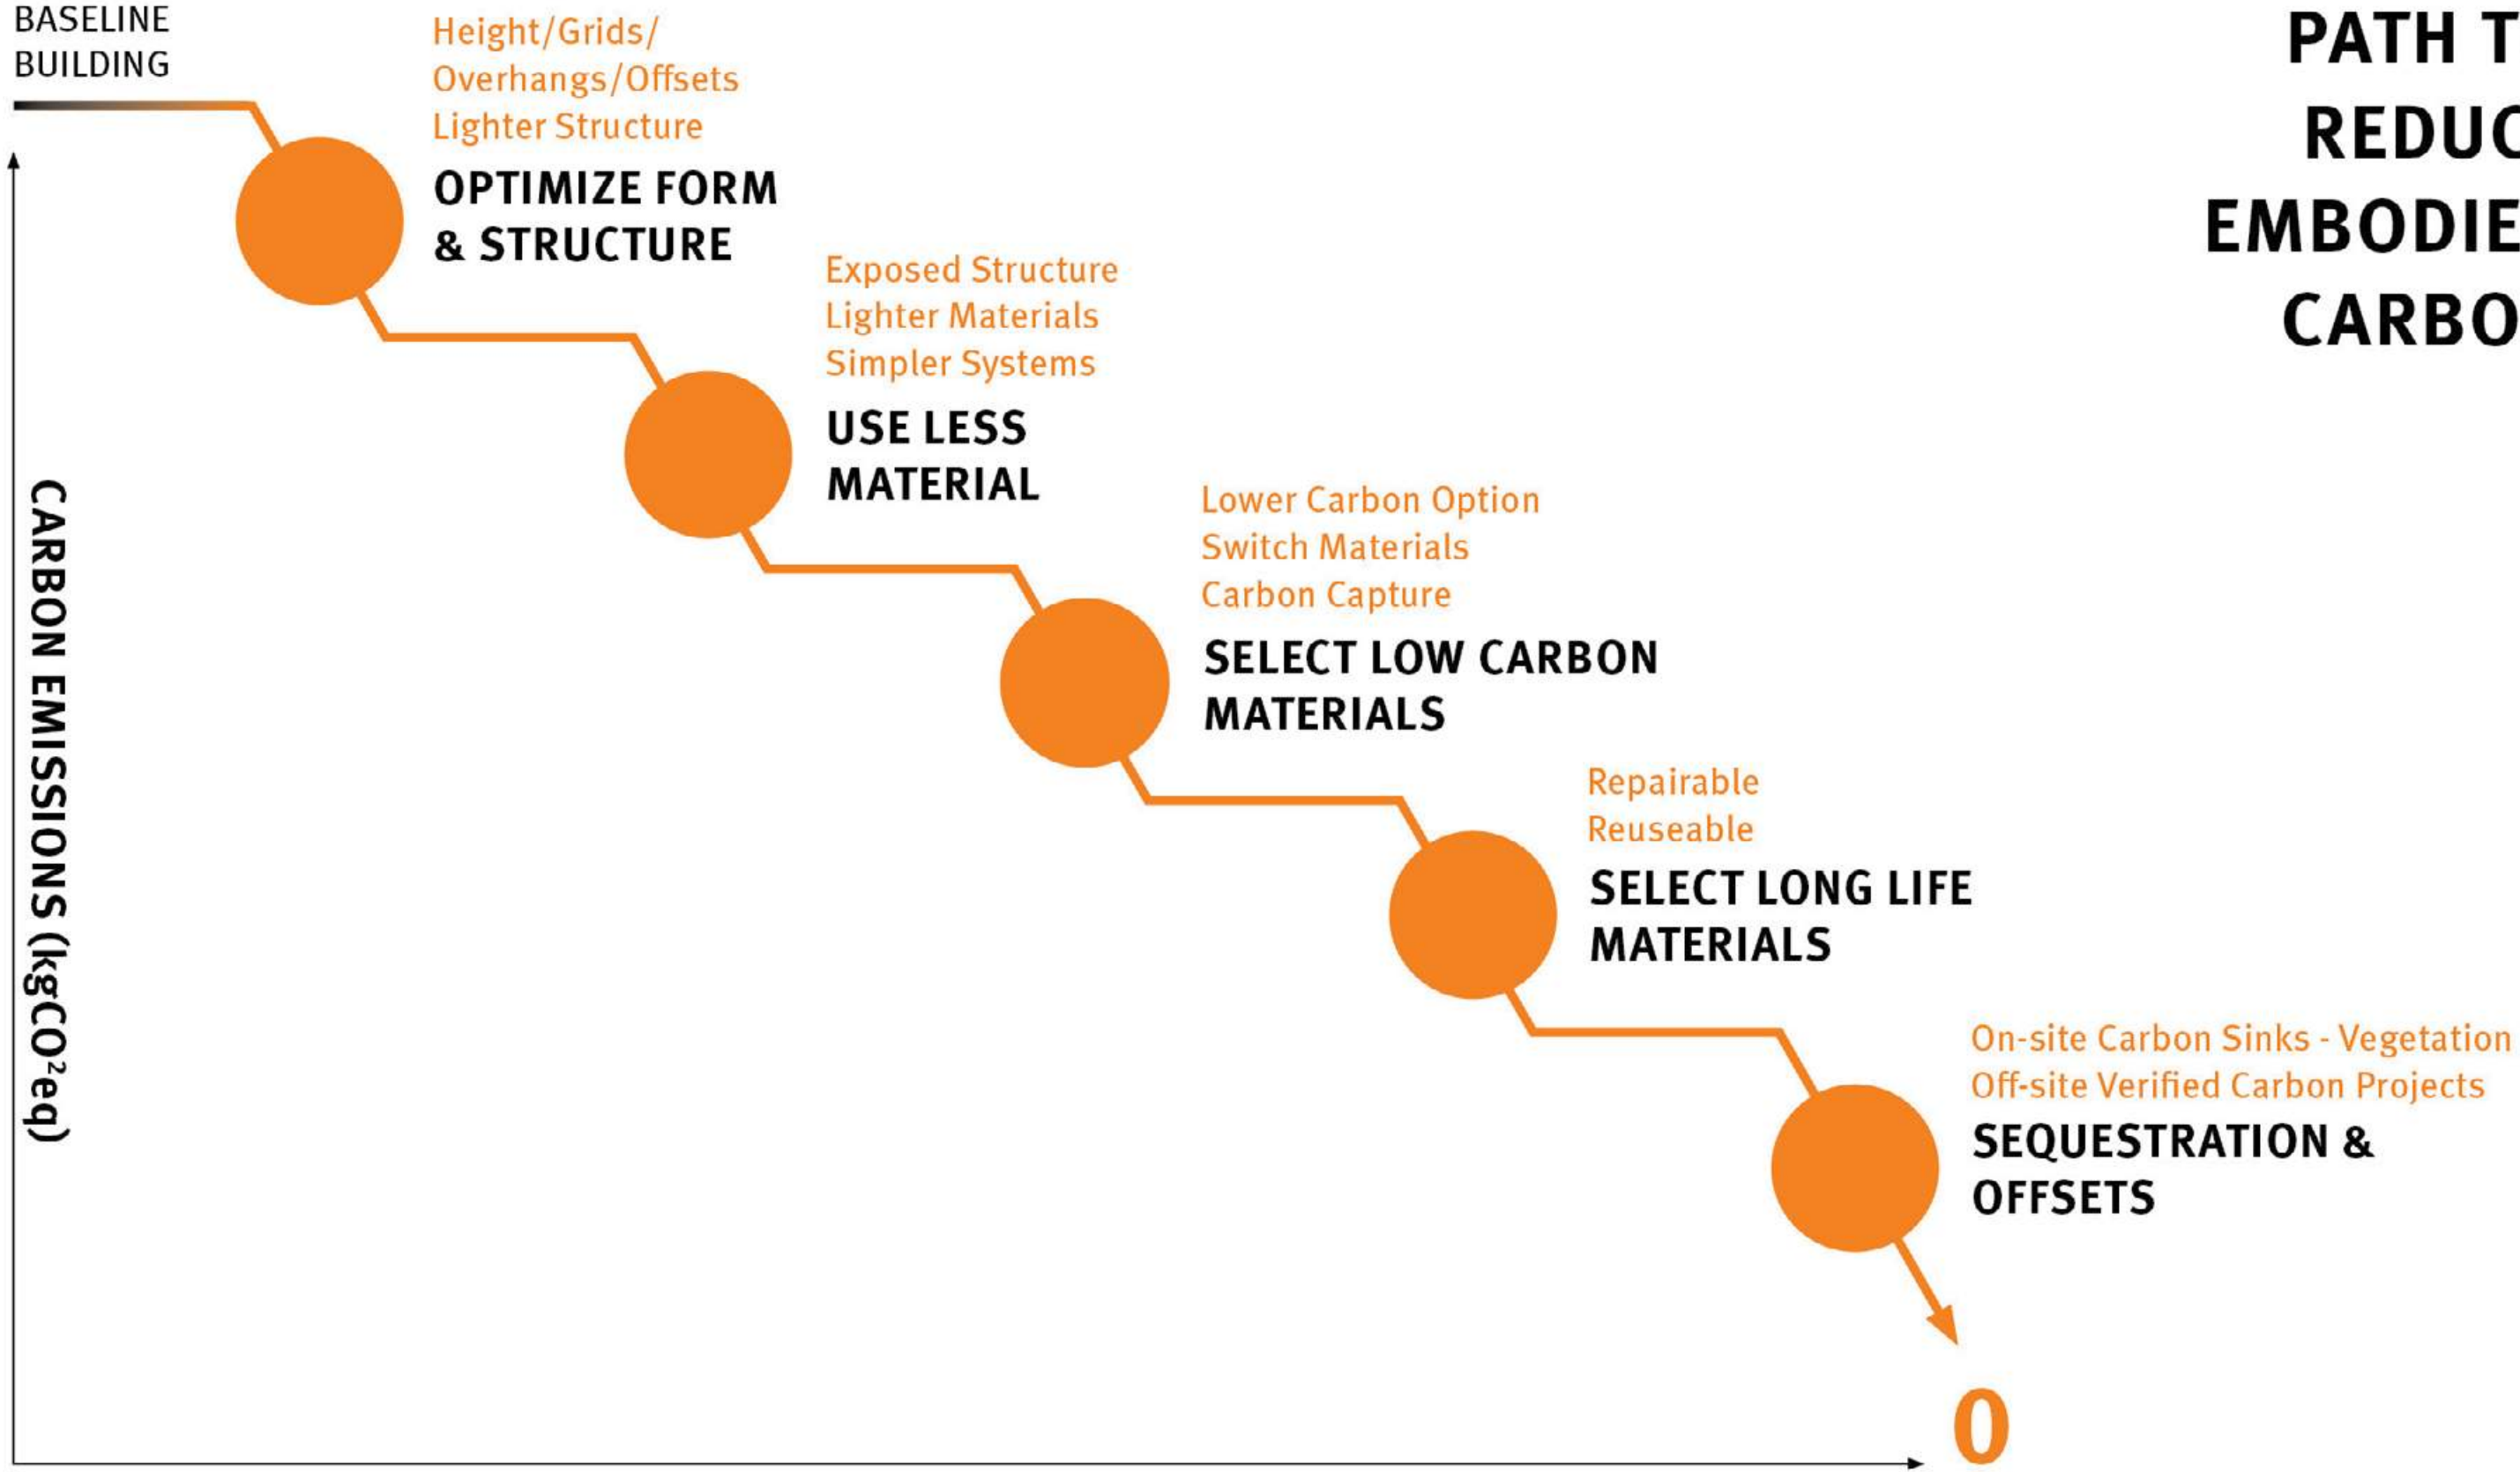 BASELINE
BUILDING
Height/Grids/
Overhangs/Offsets
Lighter Structure
OPTIMIZE FORM
& STRUCTURE
Exposed Structure
Lighter Materials
Simpler Systems
USE LESS
MATERIAL
Lower Carbon Option
Switch Materials
Carbon Capture
SELECT LOW CARBON
MATERIALS
Repairable
Reuseable
SELECT LONG LIFE
MATERIALS
On-site Carbon Sinks - Vegetation
Off-site Verified Carbon Projects
SEQUESTRATION &
OFFSETS
0
CARBON EMISSIONS (kgCO²eq)
PATH